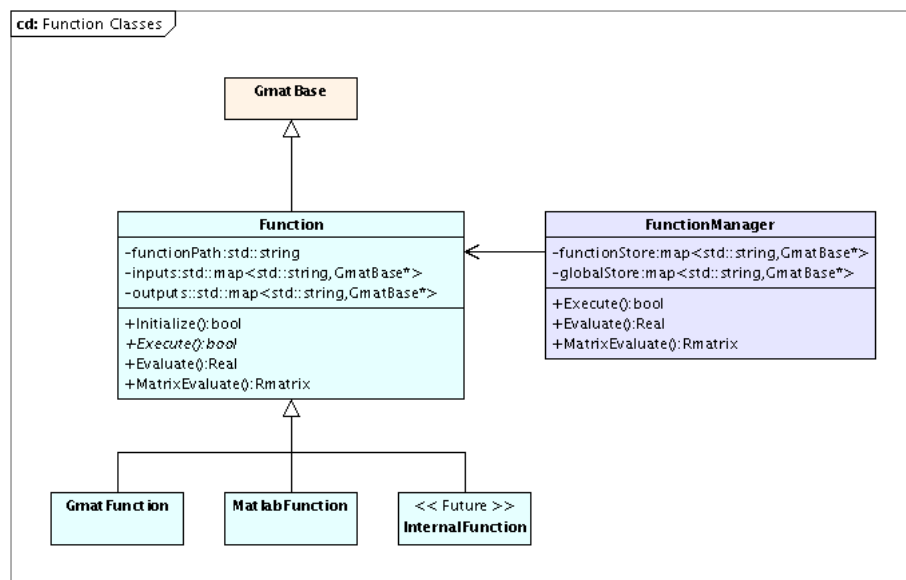 cd: Function Classes
GmatBase
Function
-functionPath:std::string
-inputs:std::map<std::string,GmatBase*>
-outputs::std::map<std::string,GmatBase*>
+Initialize():bool
+Execute():bool
+Evaluate():Real
+MatrixEvaluate():Rmatrix
FunctionManager
-functionStore:map<std::string,GmatBase*>
-globalStore:map<std::string,GmatBase*>
+Execute():bool
+Evaluate():Real
+MatrixEvaluate():Rmatrix
GmatFunction
MatlabFunction
<< Future >>
InternalFunction